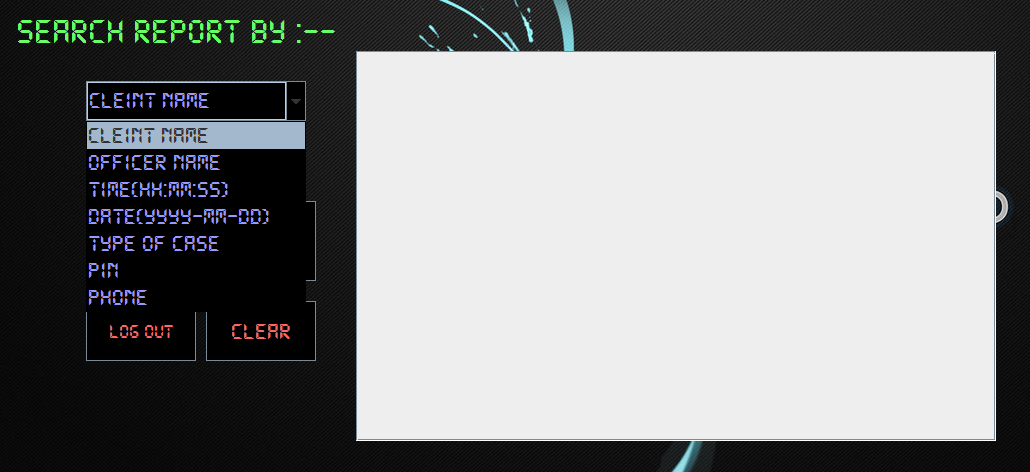 SEARCH REPORT BY :--
CLEINT NAME
CLEINT NAME
OFFICER NAME
TIME(HH:MM:SS)
DATE(YYYY-MM-DD)
TYPE OF CASE
PIN
PHONE
LOG OUT CLEAR